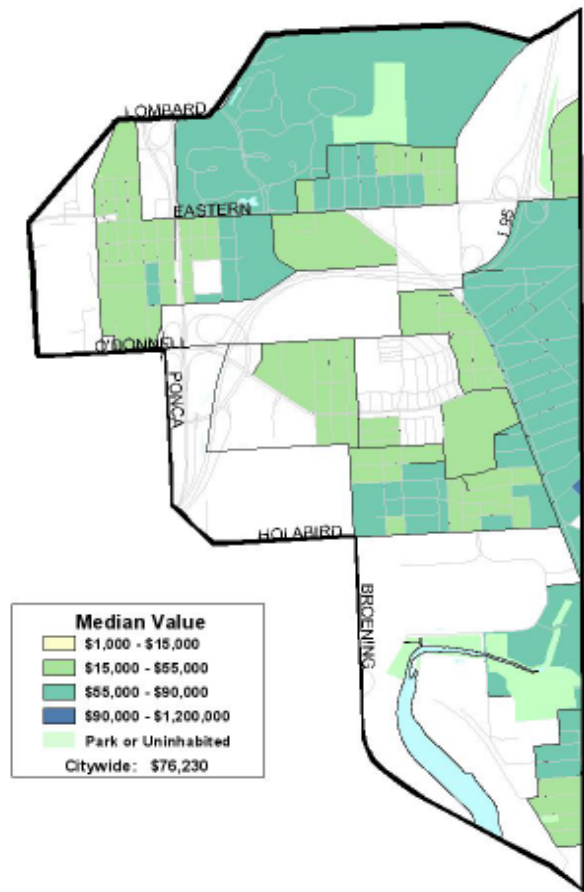 LOMBARD
EASTERN
I 95
O'DONNELL
PONCA
HOLABIRD
BROENING
Median Value
$1,000 - $15,000
$15,000 - $55,000
$55,000 - $90,000
$90,000 - $1,200,000
Park or Uninhabited
Citywide: $76,230